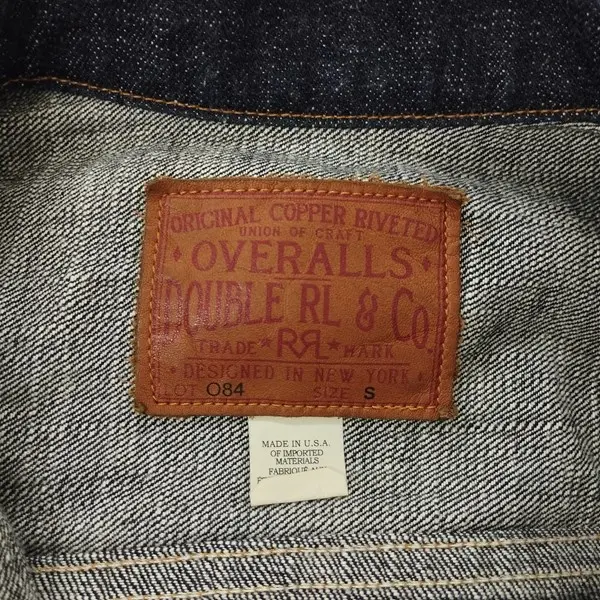 ORIGINAL COPPER RIVETED
UNION OF CRAFT
OVERALLS
DOUBLE RL & CO.
TRADE RRL MARK
DESIGNED IN NEW YORK
LOT 084 SIZE S
MADE IN U.S.A.
OF IMPORTED
MATERIALS